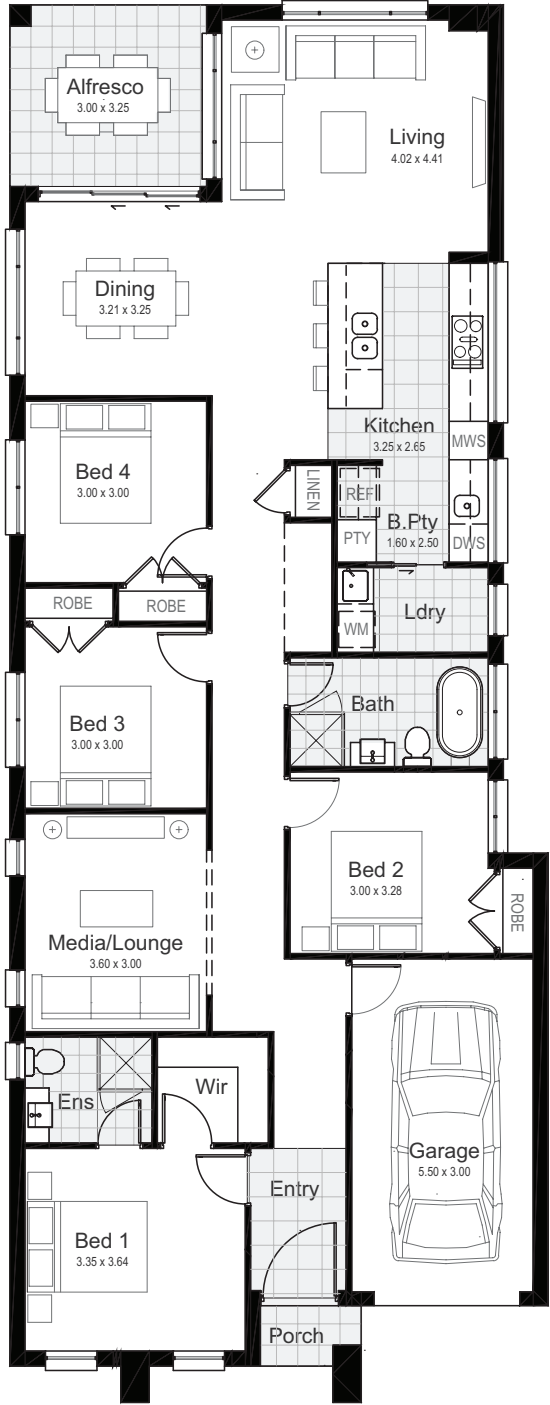 Alfresco
3.00 x 3.25
Living
4.02 x 4.41
Dining
3.21 x 3.25
Kitchen
3.25 x 2.65
MWS
Bed 4
3.00 x 3.00
LINEN
REF
B.Pty
1.60 x 2.50
PTY
DWS
ROBE
ROBE
Ldry
WM
Bath
Bed 3
3.00 x 3.00
Bed 2
3.00 x 3.28
ROBE
Media/Lounge
3.60 x 3.00
Ens
Wir
Garage
5.50 x 3.00
Entry
Bed 1
3.35 x 3.64
Porch